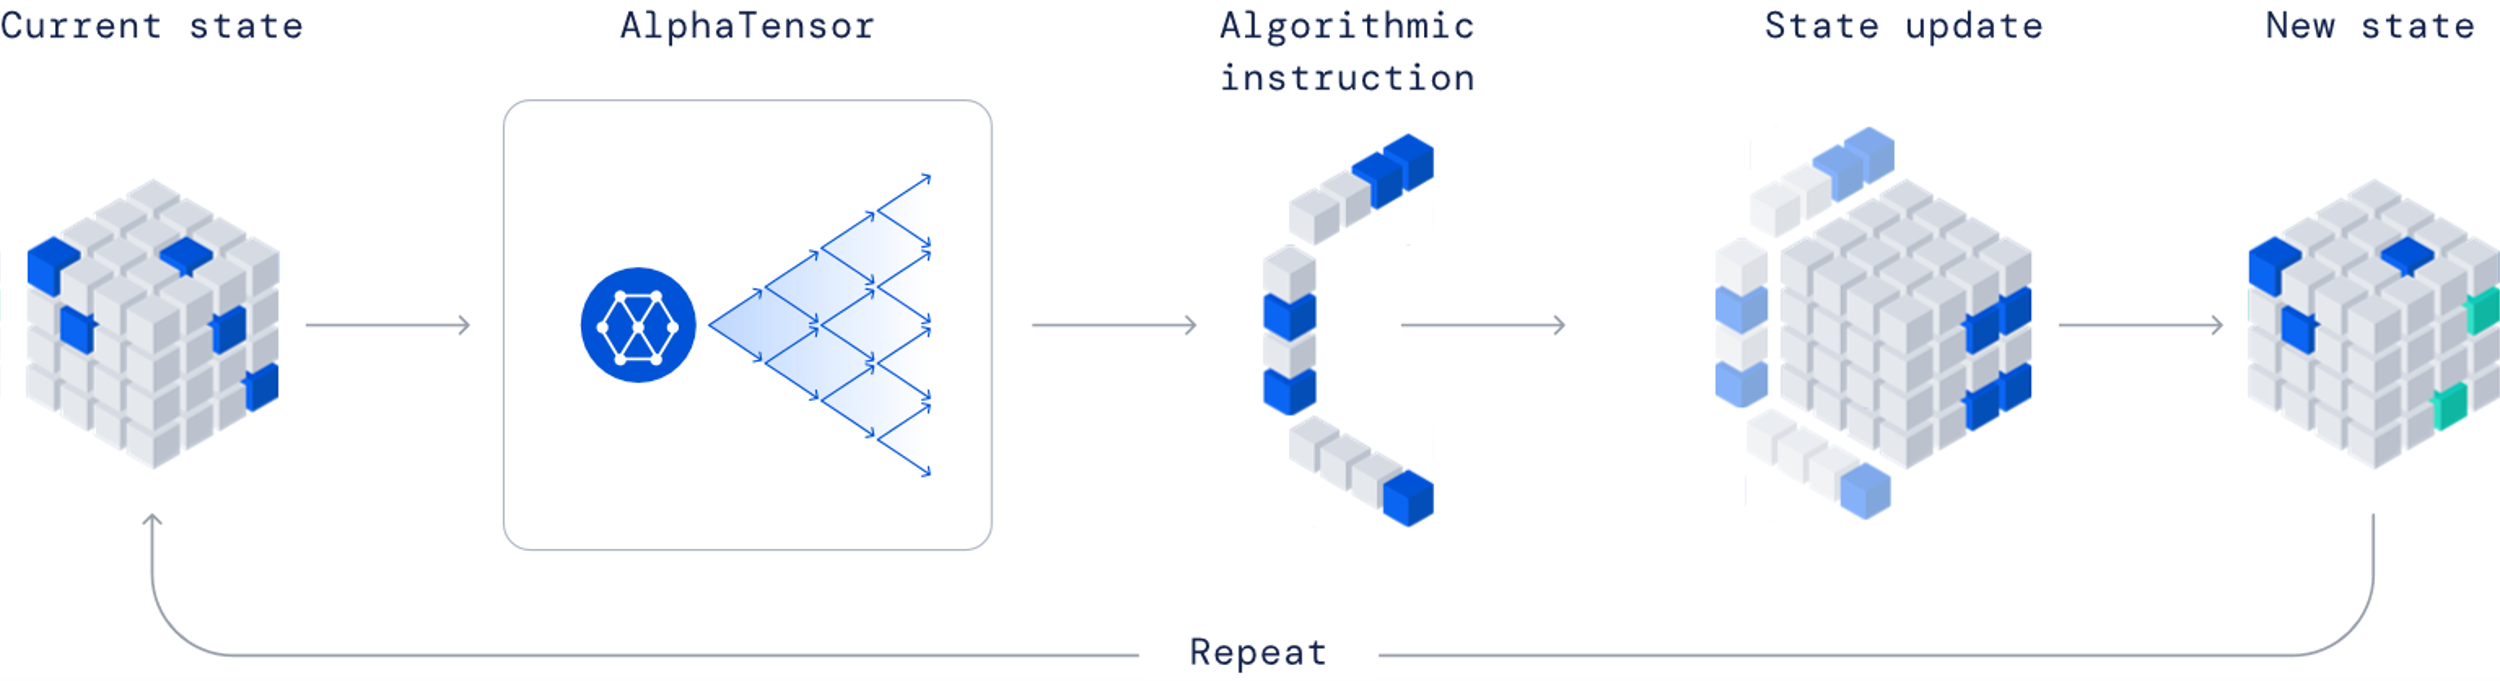 Current state
AlphaTensor
Algorithmic
instruction
State update
New state
Repeat